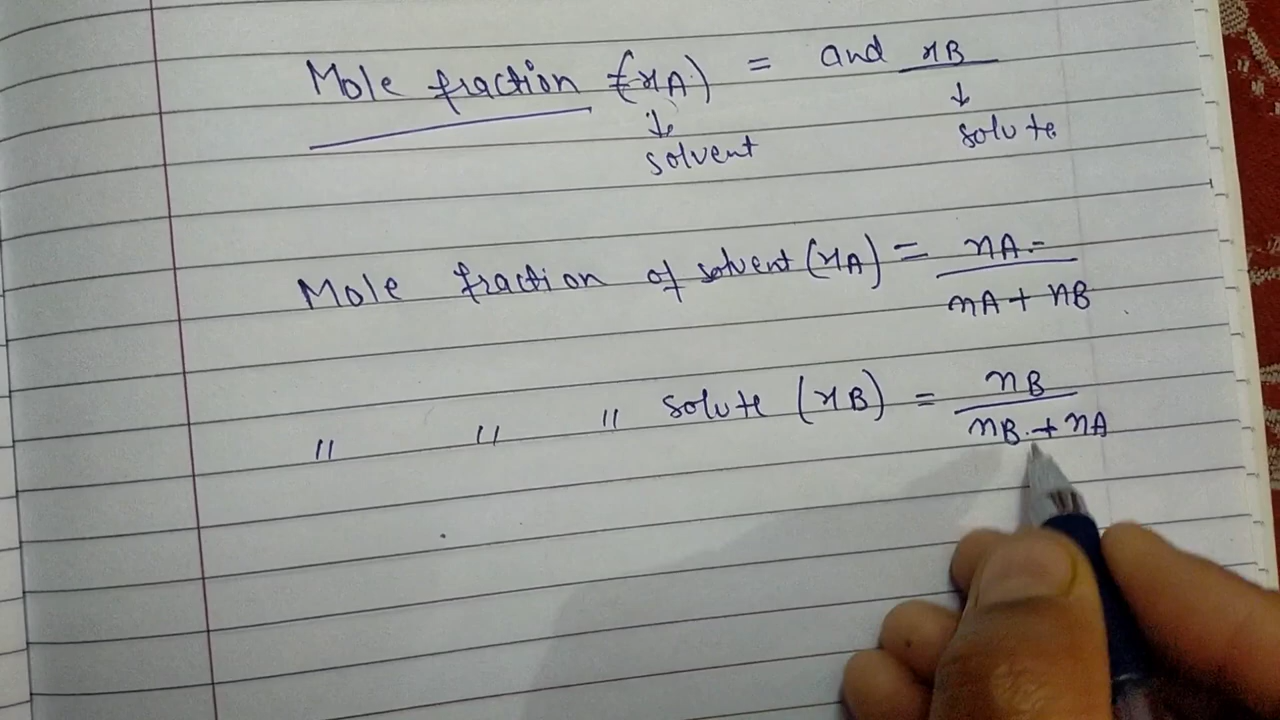 Mole fraction (xA) = and xB
↓ ↓
solvent solute
Mole fraction of solvent (xA) = nA
nA + nB
" " " solute (xB) = nB
nB + nA